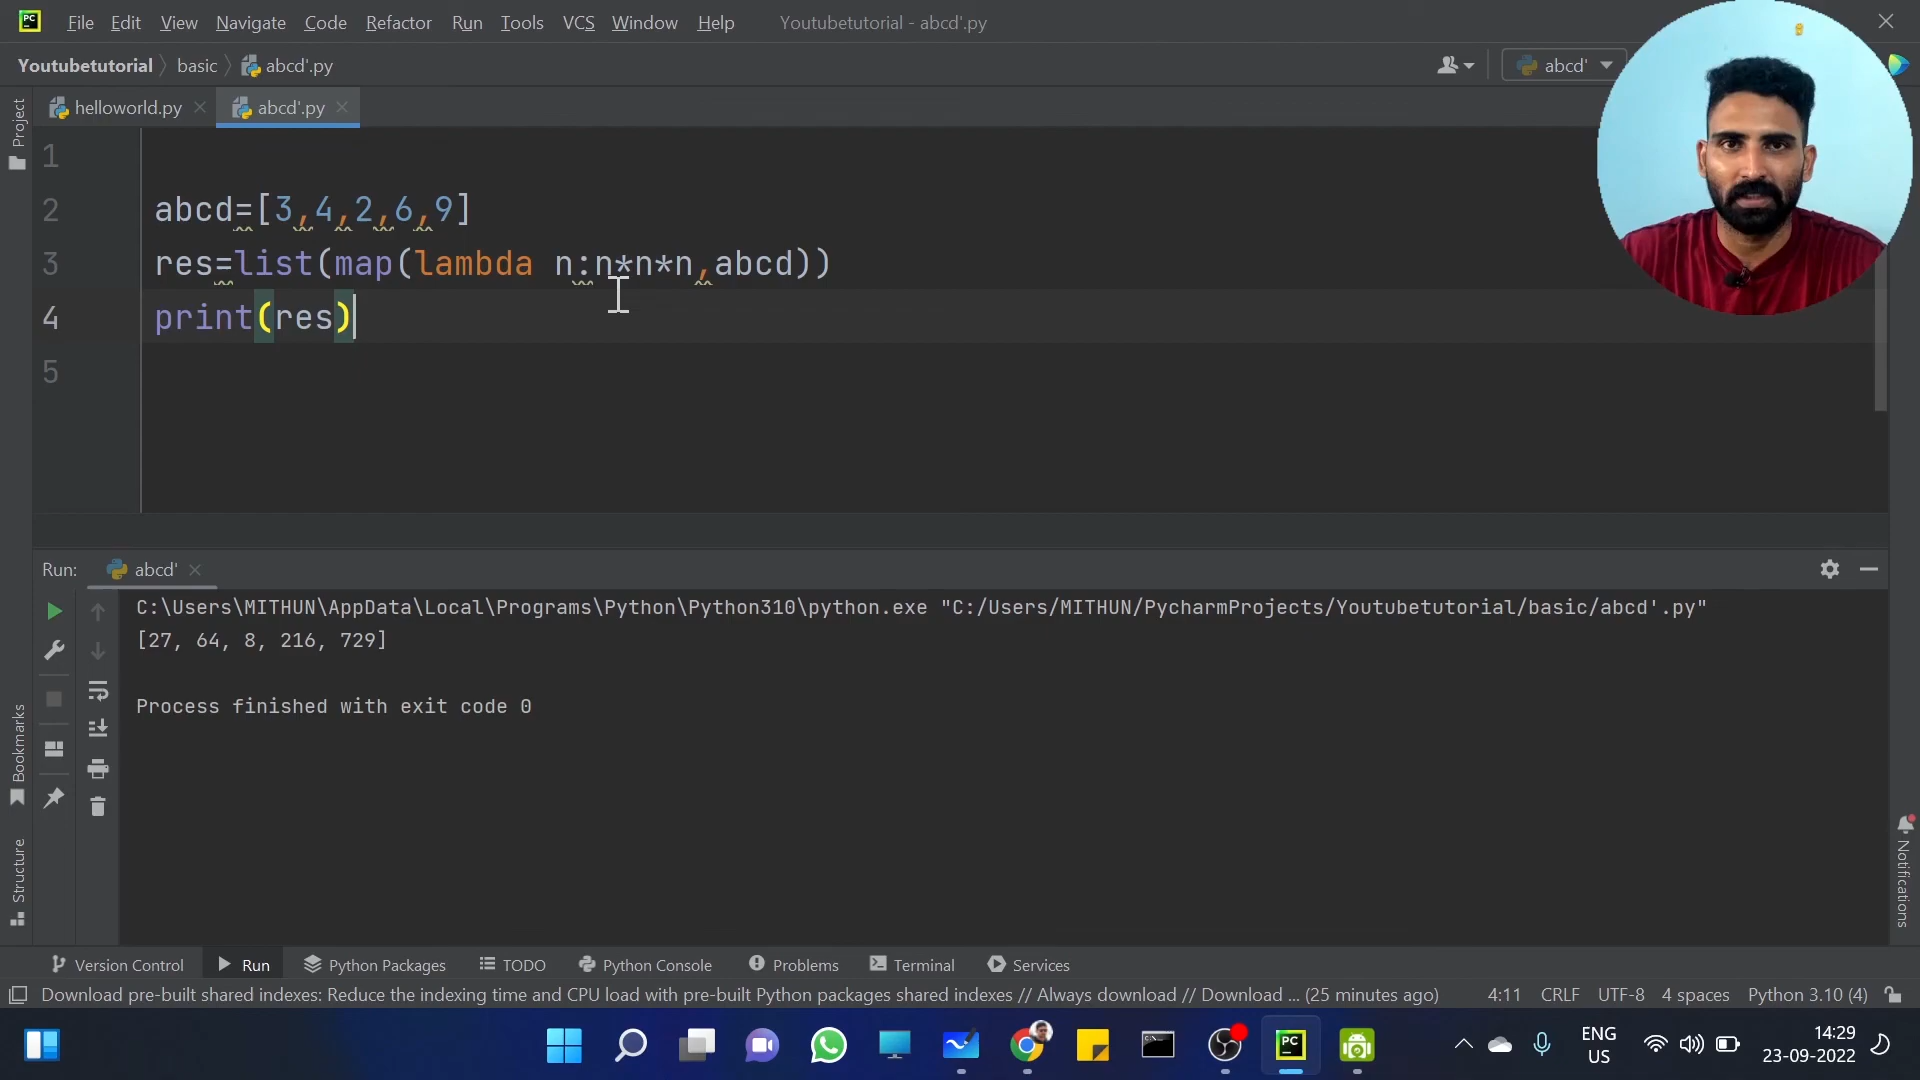 File Edit View Navigate Code Refactor Run Tools VCS Window Help Youtubetutorial - abcd'.py
Youtubetutorial basic abcd'.py abcd'
helloworld.py abcd'.py
Project
1
2 abcd=[3,4,2,6,9]
3 res=list(map(lambda n:n*n*n,abcd))
4 print(res)
5
Run: abcd'
C:\Users\MITHUN\AppData\Local\Programs\Python\Python310\python.exe "C:/Users/MITHUN/PycharmProjects/Youtubetutorial/basic/abcd'.py"
[27, 64, 8, 216, 729]
Process finished with exit code 0
Bookmarks
Structure
Notifications
Version Control Run Python Packages TODO Python Console Problems Terminal Services
Download pre-built shared indexes: Reduce the indexing time and CPU load with pre-built Python packages shared indexes // Always download // Download ... (25 minutes ago) 4:11 CRLF UTF-8 4 spaces Python 3.10 (4)
PC
ENG 14:29
US 23-09-2022